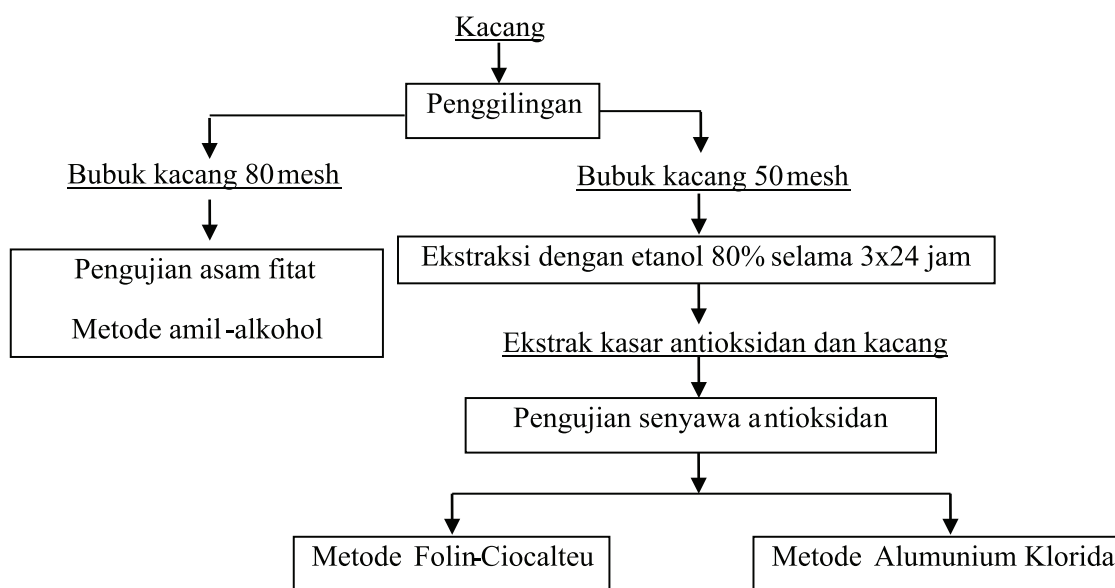 Kacang
Penggilingan
Bubuk kacang 80 mesh
Bubuk kacang 50 mesh
Pengujian asam fitat
Metode amil-alkohol
Ekstraksi dengan etanol 80% selama 3x24 jam
Ekstrak kasar antioksidan dan kacang
Pengujian senyawa antioksidan
Metode Folin-Ciocalteu
Metode Alumunium Klorida